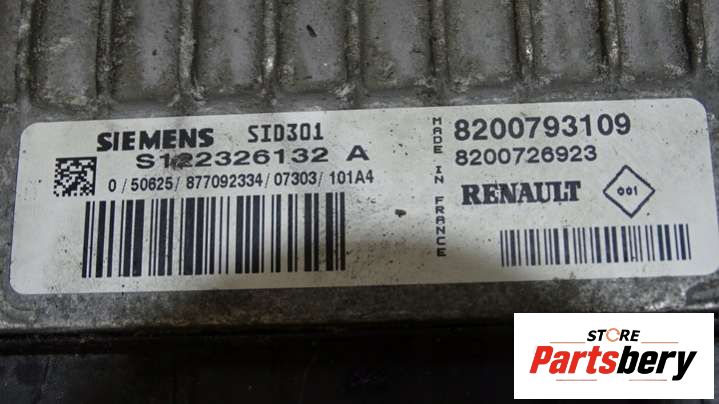 SIEMENS SID301
S122326132 A
0 / 50625/ 877092334/ 07303/ 101A4
MADE IN FRANCE
8200793109
8200726923
RENAULT
001
STORE
Partsbery